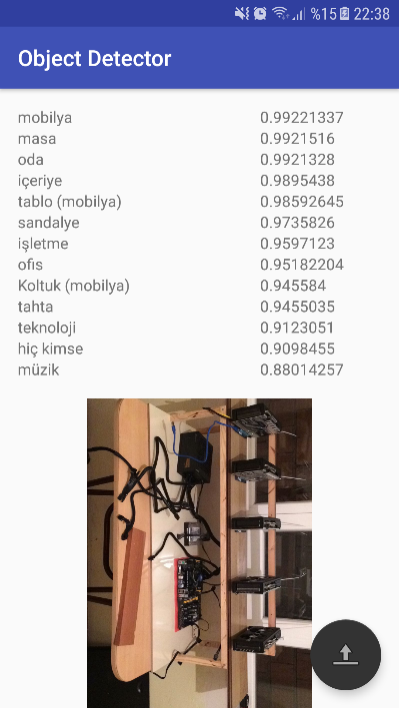 %15 22:38
Object Detector
mobilya 0.99221337
masa 0.9921516
oda 0.9921328
içeriye 0.9895438
tablo (mobilya) 0.98592645
sandalye 0.9735826
işletme 0.9597123
ofis 0.95182204
Koltuk (mobilya) 0.945584
tahta 0.9455035
teknoloji 0.9123051
hiç kimse 0.9098455
müzik 0.88014257